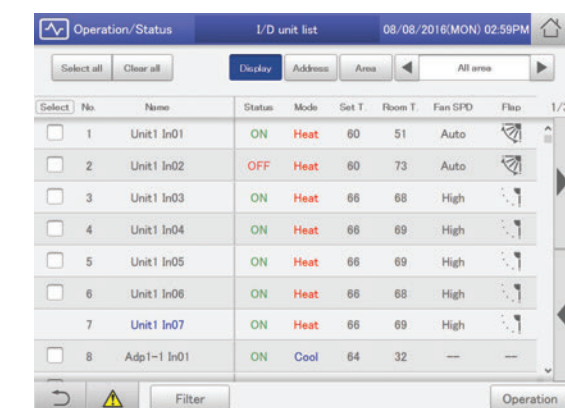 Operation/Status I/D unit list 08/08/2016(MON) 02:59PM
Select all Clear all Display Address Area All area
Select No. Name Status Mode Set T. Room T. Fan SPD Flap 1/
1 Unit1 In01 ON Heat 60 51 Auto
2 Unit1 In02 OFF Heat 60 73 Auto
3 Unit1 In03 ON Heat 66 68 High
4 Unit1 In04 ON Heat 66 69 High
5 Unit1 In05 ON Heat 66 69 High
6 Unit1 In06 ON Heat 66 68 High
7 Unit1 In07 ON Heat 66 69 High
8 Adp1-1 In01 ON Cool 64 32 -- --
Filter Operation